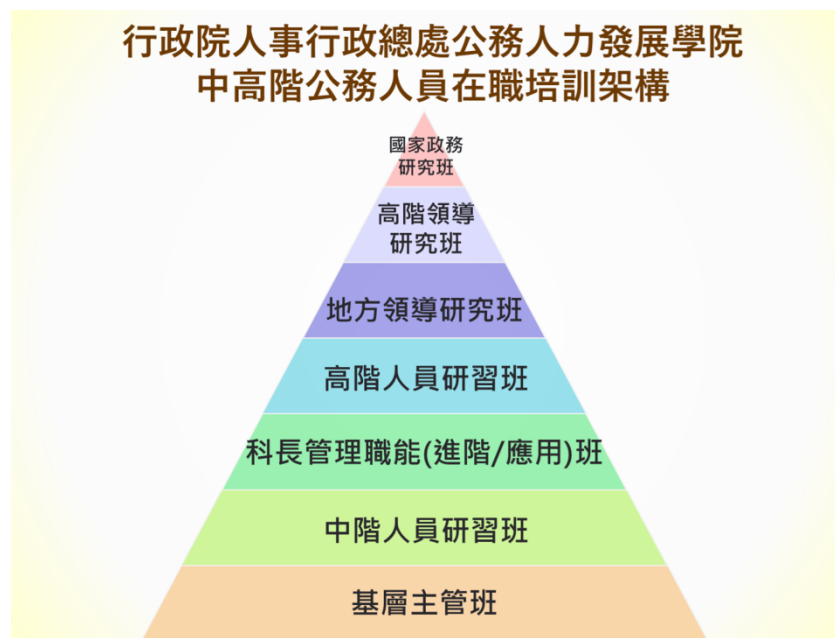 行政院人事行政總處公務人力發展學院
中高階公務人員在職培訓架構
國家政務
研究班
高階領導
研究班
地方領導研究班
高階人員研習班
科長管理職能(進階/應用)班
中階人員研習班
基層主管班